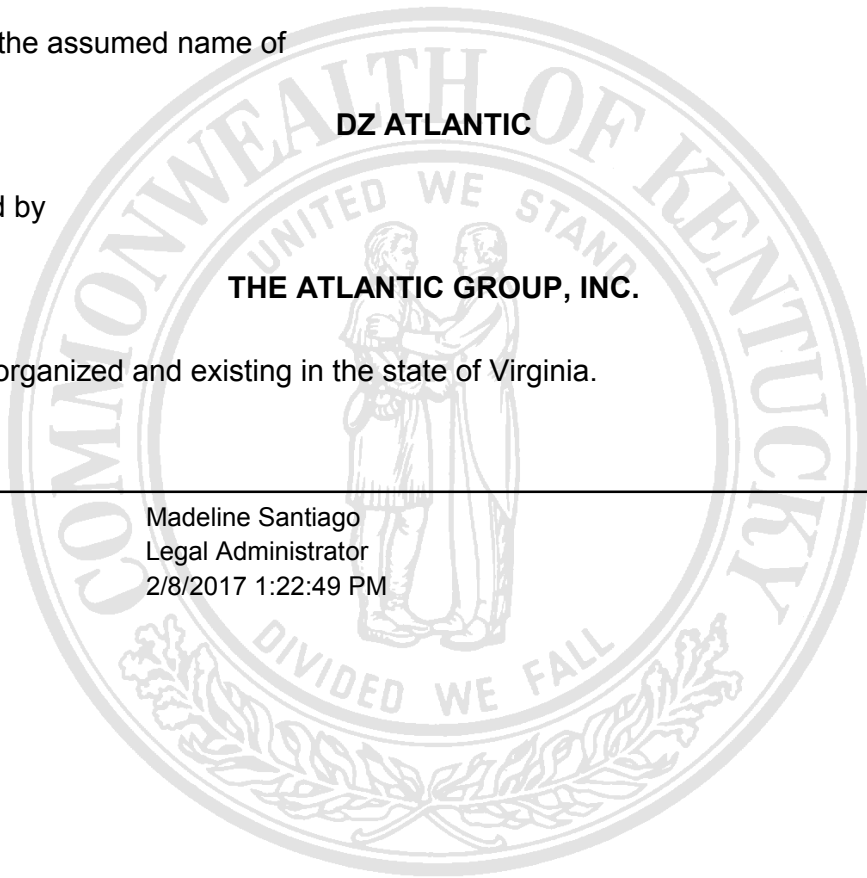 the assumed name of
DZ ATLANTIC
d by
THE ATLANTIC GROUP, INC.
organized and existing in the state of Virginia.
Madeline Santiago
Legal Administrator
2/8/2017 1:22:49 PM
COMMONWEALTH OF KENTUCKY
UNITED WE STAND
DIVIDED WE FALL